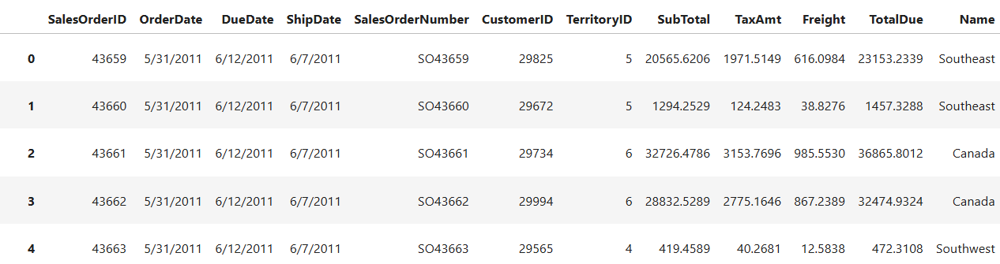 SalesOrderID OrderDate DueDate ShipDate SalesOrderNumber CustomerID TerritoryID SubTotal TaxAmt Freight TotalDue Name
0 43659 5/31/2011 6/12/2011 6/7/2011 SO43659 29825 5 20565.6206 1971.5149 616.0984 23153.2339 Southeast
1 43660 5/31/2011 6/12/2011 6/7/2011 SO43660 29672 5 1294.2529 124.2483 38.8276 1457.3288 Southeast
2 43661 5/31/2011 6/12/2011 6/7/2011 SO43661 29734 6 32726.4786 3153.7696 985.5530 36865.8012 Canada
3 43662 5/31/2011 6/12/2011 6/7/2011 SO43662 29994 6 28832.5289 2775.1646 867.2389 32474.9324 Canada
4 43663 5/31/2011 6/12/2011 6/7/2011 SO43663 29565 4 419.4589 40.2681 12.5838 472.3108 Southwest